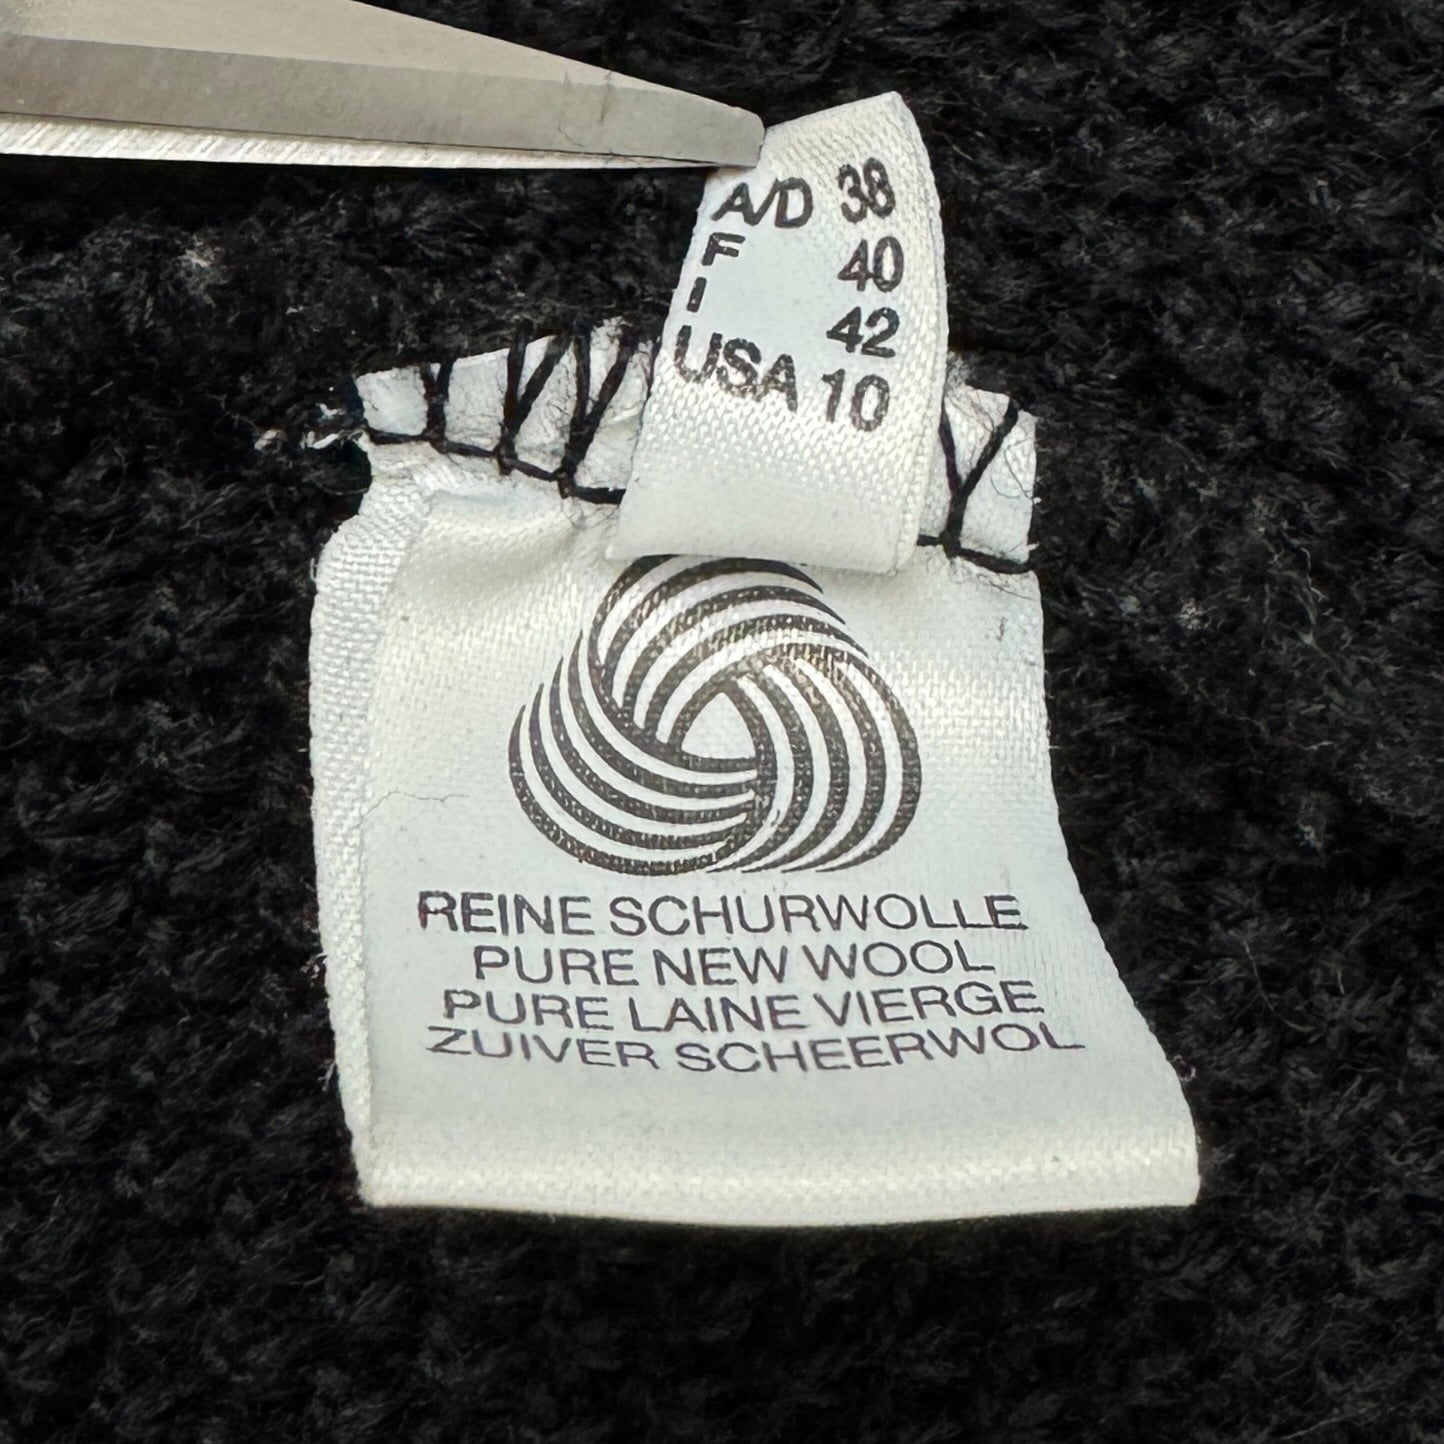 A/D 38
F 40
I 42
USA 10
REINE SCHURWOLLE
PURE NEW WOOL
PURE LAINE VIERGE
ZUIVER SCHEERWOL